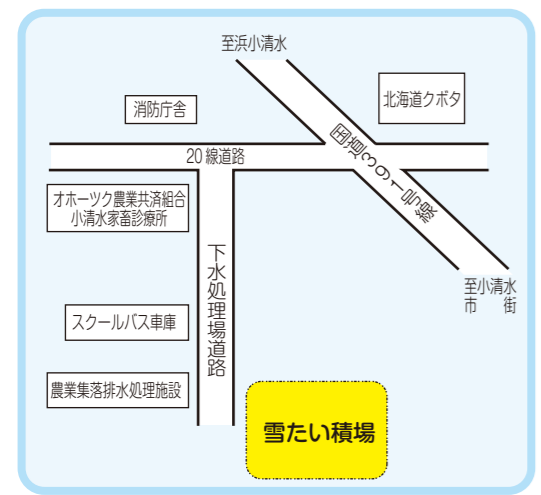 至浜小清水
北海道クボタ
消防庁舎
国道391号線
20線道路
オホーツク農業共済組合
小清水家畜診療所
下水処理場道路
至小清水
市街
スクールバス車庫
農業集落排水処理施設
雪たい積場